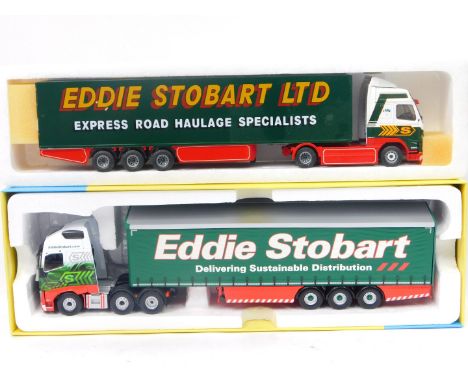 EDDIE STOBART LTD
EXPRESS ROAD HAULAGE SPECIALISTS
S
Eddie Stobart
Delivering Sustainable Distribution